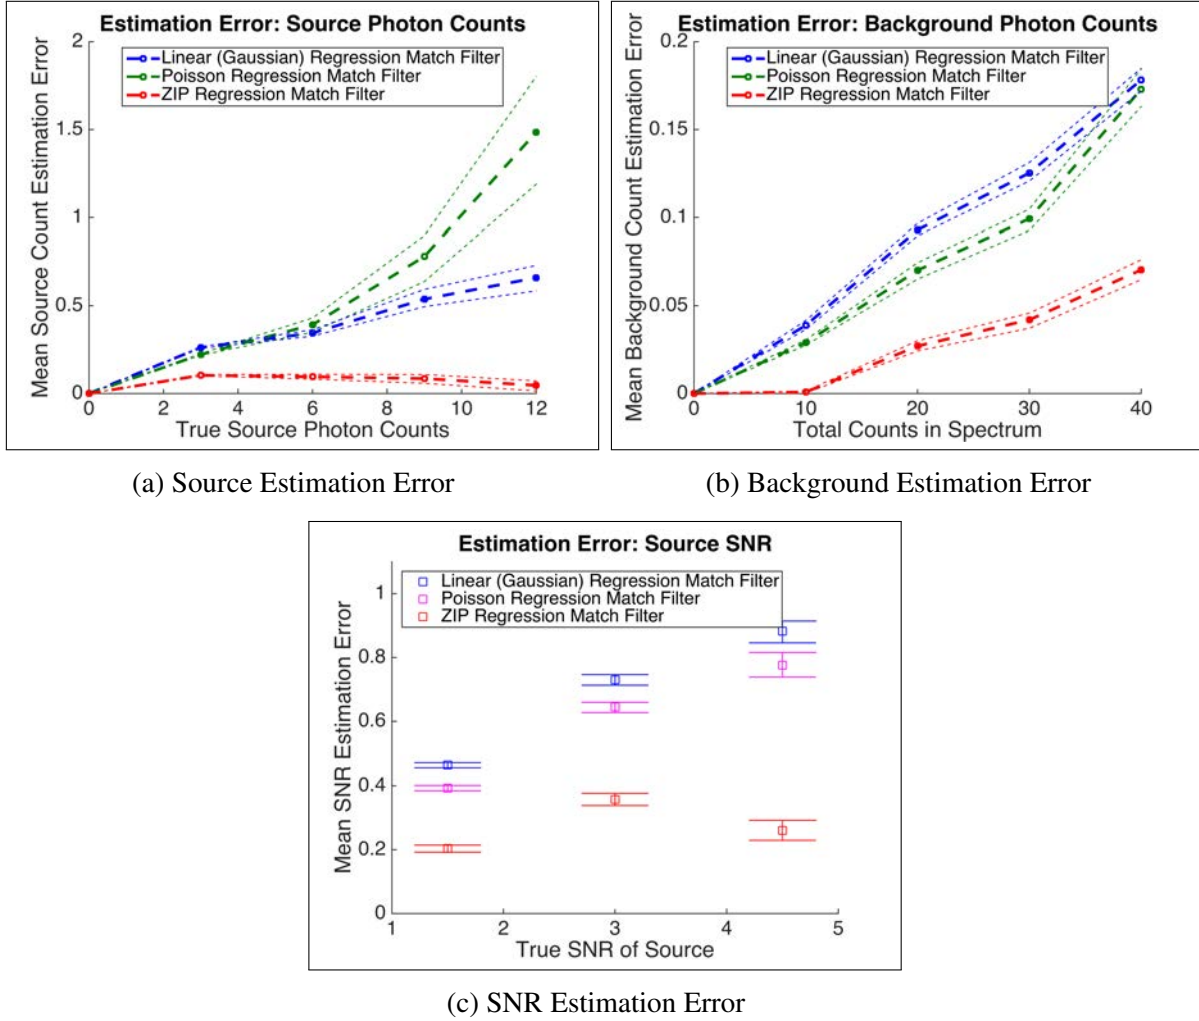 Estimation Error: Source Photon Counts
Linear (Gaussian) Regression Match Filter
Poisson Regression Match Filter
ZIP Regression Match Filter
Mean Source Count Estimation Error
2
1.5
1
0.5
0
0 2 4 6 8 10 12
True Source Photon Counts
(a) Source Estimation Error
Estimation Error: Background Photon Counts
Linear (Gaussian) Regression Match Filter
Poisson Regression Match Filter
ZIP Regression Match Filter
Mean Background Count Estimation Error
0.2
0.15
0.1
0.05
0
0 10 20 30 40
Total Counts in Spectrum
(b) Background Estimation Error
Estimation Error: Source SNR
Linear (Gaussian) Regression Match Filter
Poisson Regression Match Filter
ZIP Regression Match Filter
Mean SNR Estimation Error
1
0.8
0.6
0.4
0.2
0
1 2 3 4 5
True SNR of Source
(c) SNR Estimation Error